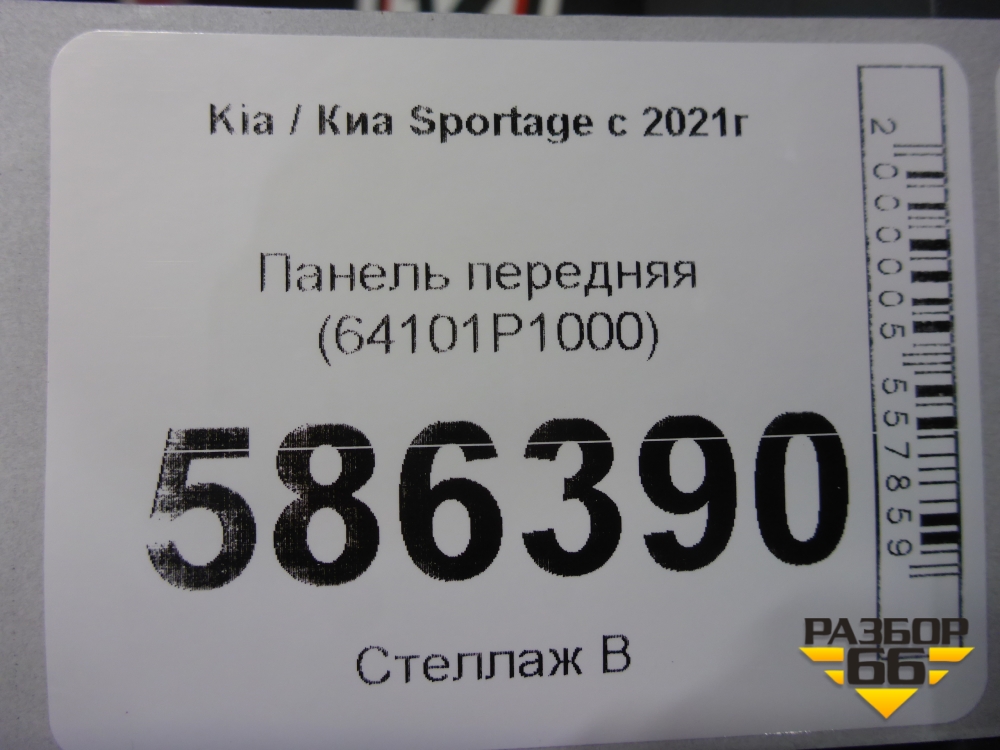 Kia / Киа Sportage с 2021г
Панель передняя
(64101P1000)
586390
Стеллаж В
2000005557859
РАЗБОР
66